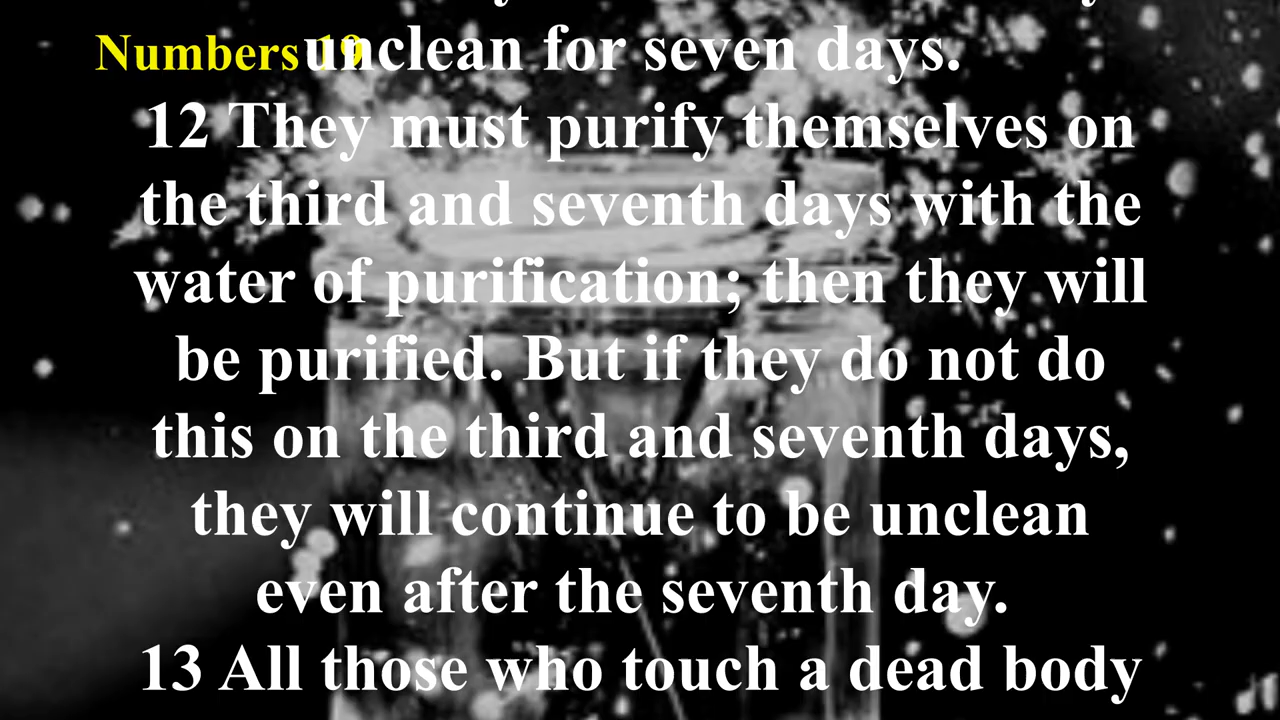 Numbers 19
unclean for seven days.
12 They must purify themselves on
the third and seventh days with the
water of purification; then they will
be purified. But if they do not do
this on the third and seventh days,
they will continue to be unclean
even after the seventh day.
13 All those who touch a dead body